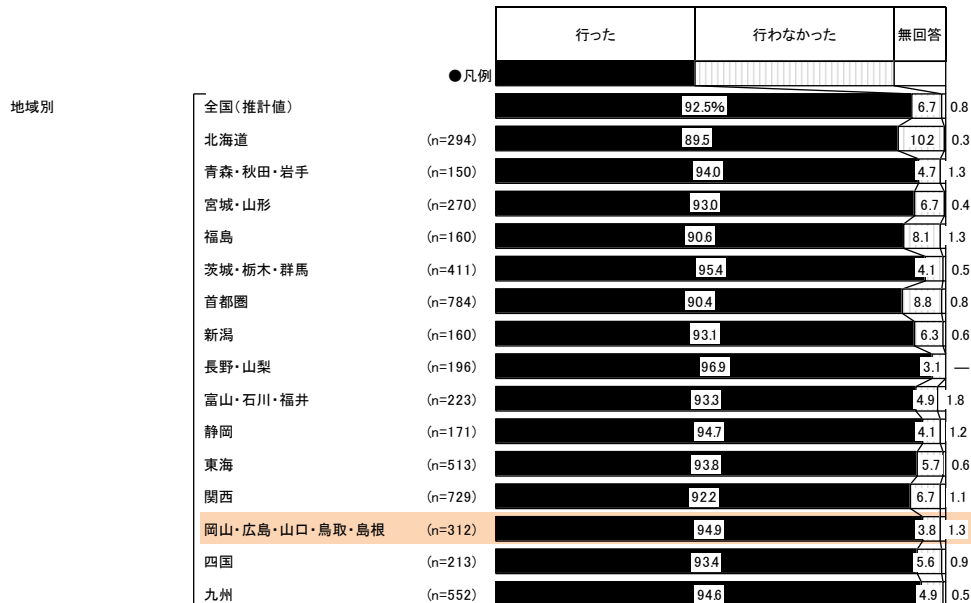 行った 行わなかった 無回答
●凡例
地域別 全国(推計値) 92.5% 6.7 0.8
北海道 (n=294) 89.5 10.2 0.3
青森・秋田・岩手 (n=150) 94.0 4.7 1.3
宮城・山形 (n=270) 93.0 6.7 0.4
福島 (n=160) 90.6 8.1 1.3
茨城・栃木・群馬 (n=411) 95.4 4.1 0.5
首都圏 (n=784) 90.4 8.8 0.8
新潟 (n=160) 93.1 6.3 0.6
長野・山梨 (n=196) 96.9 3.1 —
富山・石川・福井 (n=223) 93.3 4.9 1.8
静岡 (n=171) 94.7 4.1 1.2
東海 (n=513) 93.8 5.7 0.6
関西 (n=729) 92.2 6.7 1.1
岡山・広島・山口・鳥取・島根 (n=312) 94.9 3.8 1.3
四国 (n=213) 93.4 5.6 0.9
九州 (n=552) 94.6 4.9 0.5